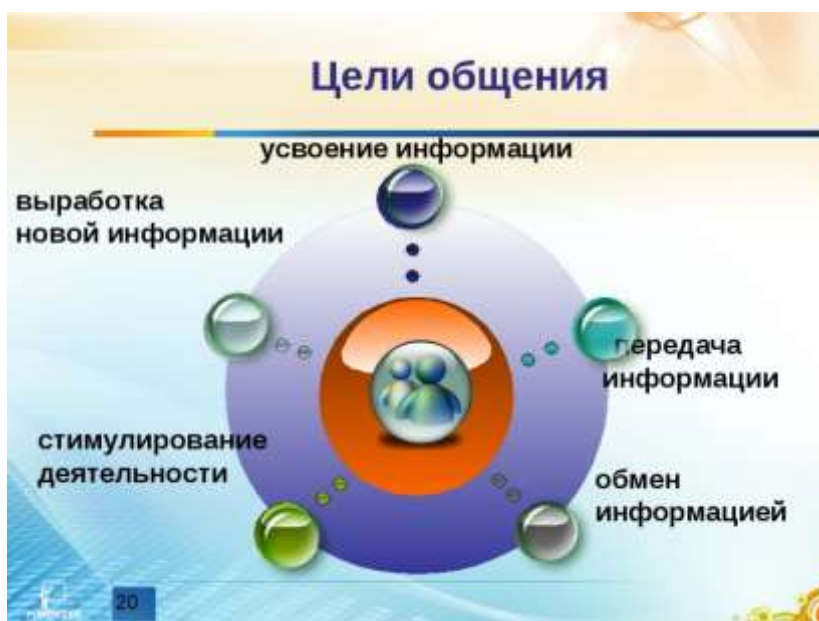 Цели общения
усвоение информации
выработка
новой информации
передача
информации
стимулирование
деятельности
обмен
информацией
20